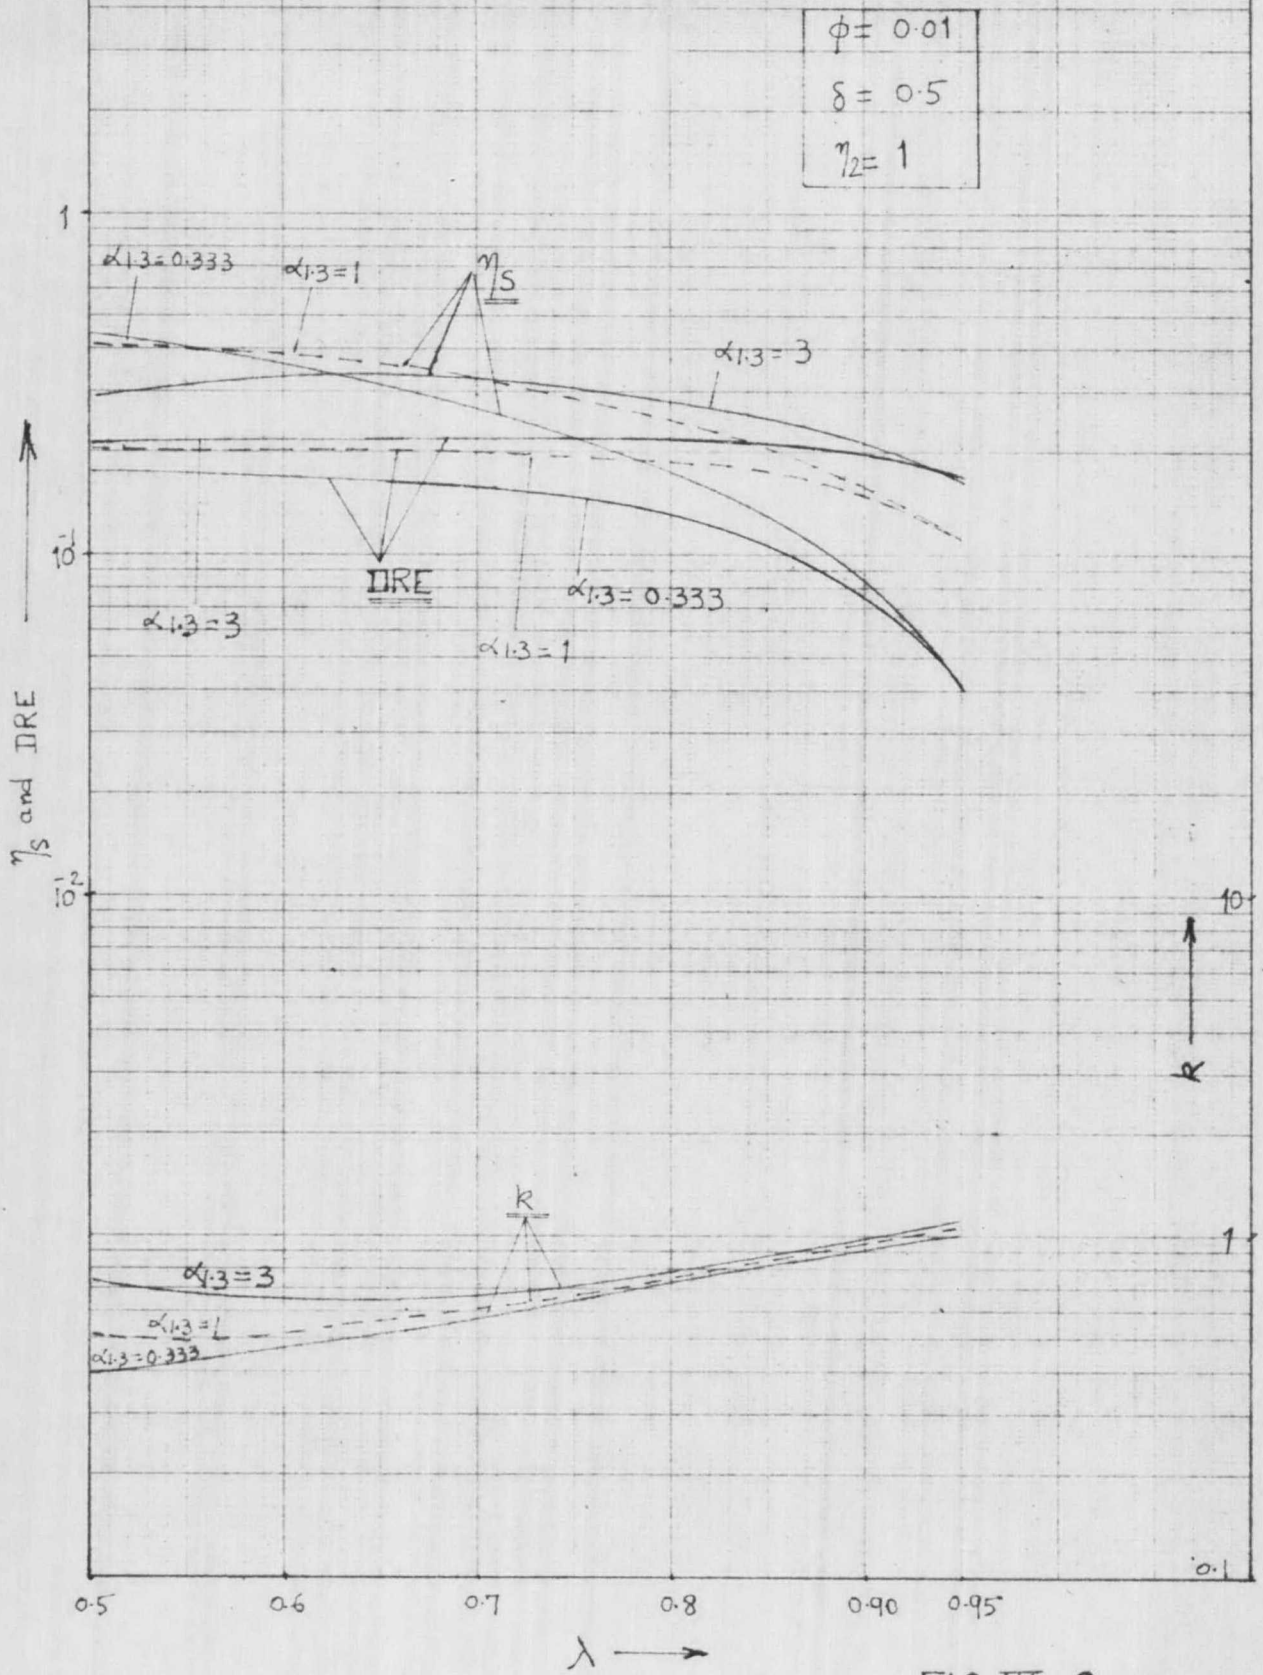 φ = 0.01
δ = 0.5
η2 = 1
1
α1.3 = 0.333
α1.3 = 1
ηS
α1.3 = 3
10^-1
DRE
α1.3 = 0.333
α1.3 = 3
α1.3 = 1
ηS and DRE
10^-2
10
k
k
1
α1.3 = 3
α1.3 = 1
α1.3 = 0.333
0.1
0.5 0.6 0.7 0.8 0.90 0.95
λ